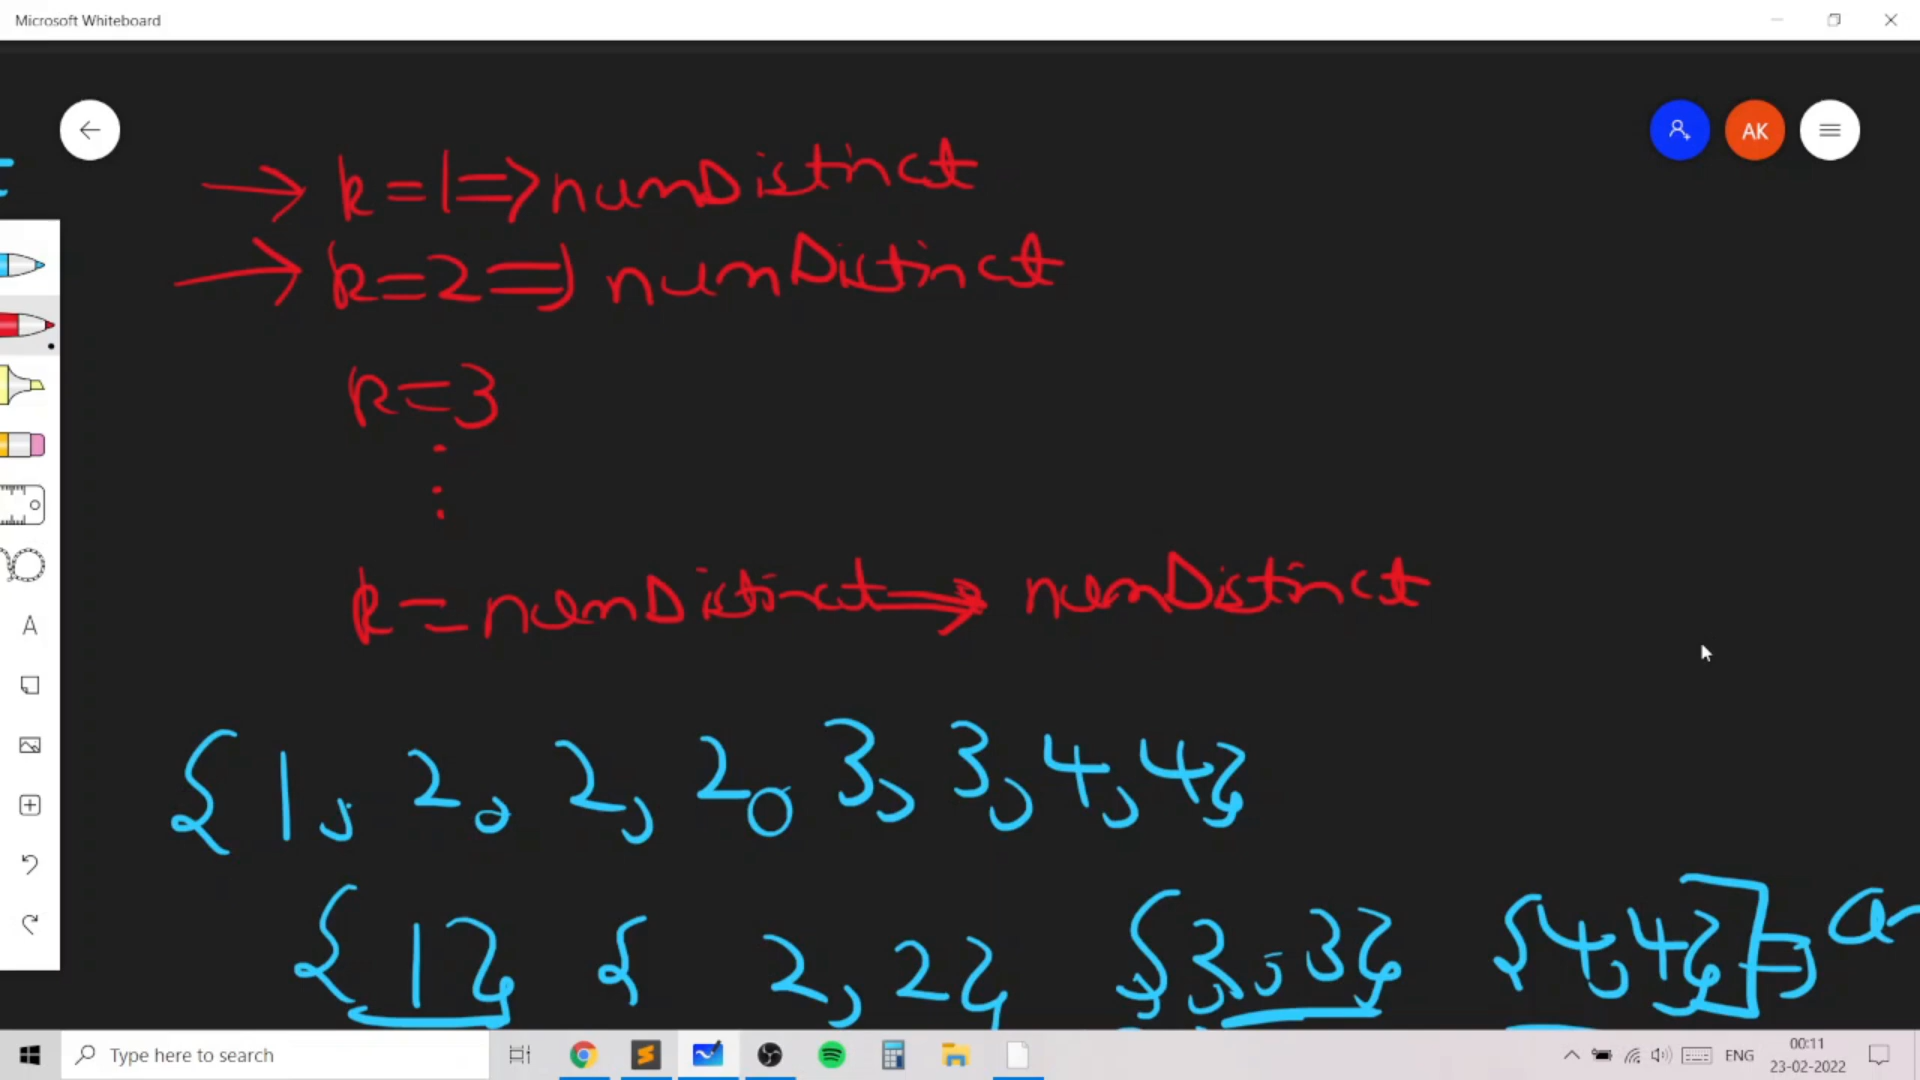 Microsoft Whiteboard
AK
→ k=1=>numDistinct
→ k=2=> numDistinct
k=3
k=numDistinct => numDistinct
{1, 2, 2, 2, 3, 3, 4, 4}
{1} { 2, 2} {3, 3} {4,4}] =>
A
Type here to search
ENG
00:11
23-02-2022